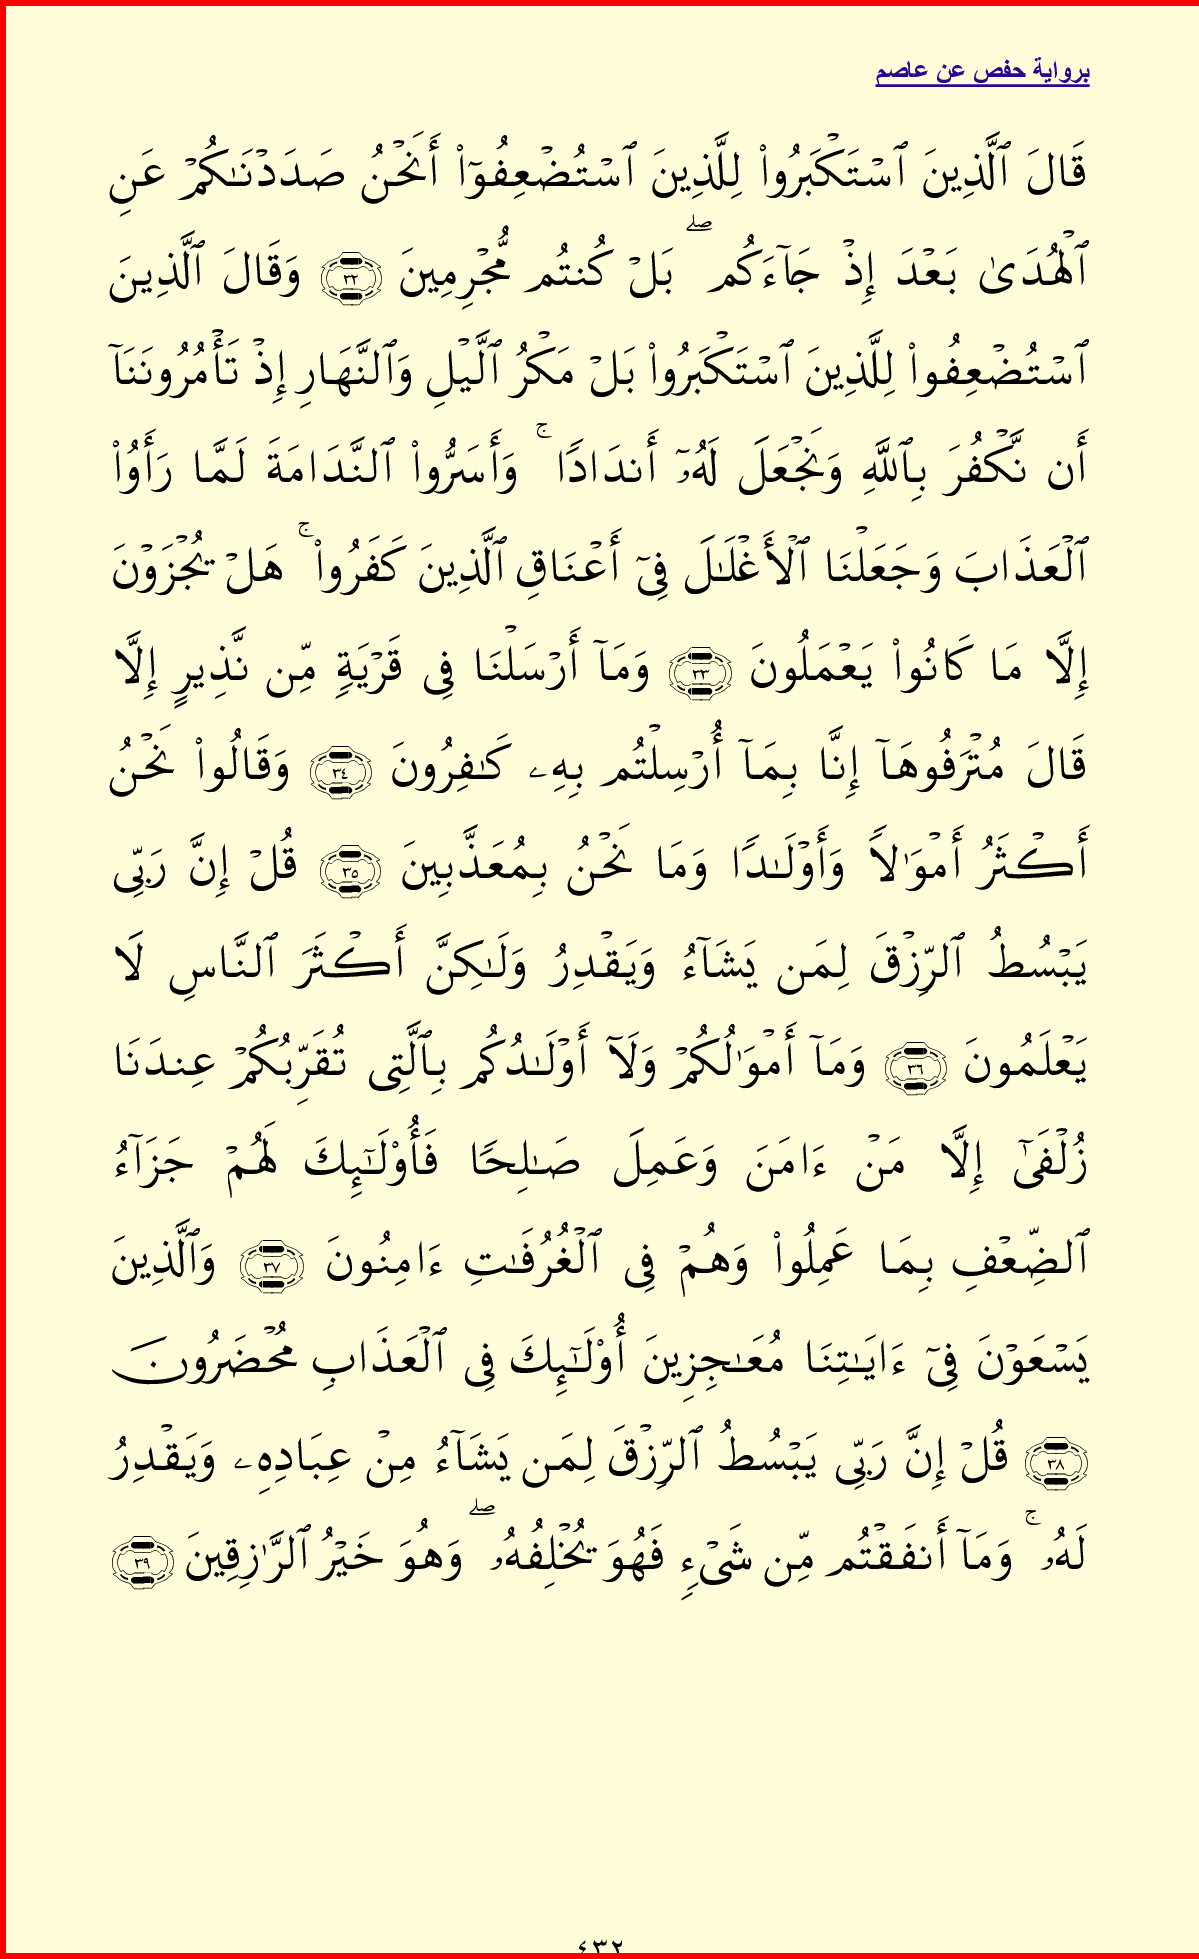 برواية حفص عن عاصم
قَالَ ٱلَّذِينَ ٱسۡتَكۡبَرُواْ لِلَّذِينَ ٱسۡتُضۡعِفُوٓاْ أَنَحۡنُ صَدَدۡنَٰكُمۡ عَنِ
ٱلۡهُدَىٰ بَعۡدَ إِذۡ جَآءَكُم ۖ بَلۡ كُنتُم مُّجۡرِمِينَ ٣٢ وَقَالَ ٱلَّذِينَ
ٱسۡتُضۡعِفُواْ لِلَّذِينَ ٱسۡتَكۡبَرُواْ بَلۡ مَكۡرُ ٱلَّيۡلِ وَٱلنَّهَارِ إِذۡ تَأۡمُرُونَنَآ
أَن نَّكۡفُرَ بِٱللَّهِ وَنَجۡعَلَ لَهُۥٓ أَندَادٗا ۚ وَأَسَرُّواْ ٱلنَّدَامَةَ لَمَّا رَأَوُاْ
ٱلۡعَذَابَ وَجَعَلۡنَا ٱلۡأَغۡلَٰلَ فِيٓ أَعۡنَاقِ ٱلَّذِينَ كَفَرُواْ ۚ هَلۡ يُجۡزَوۡنَ
إِلَّا مَا كَانُواْ يَعۡمَلُونَ ٣٣ وَمَآ أَرۡسَلۡنَا فِي قَرۡيَةٖ مِّن نَّذِيرٍ إِلَّا
قَالَ مُتۡرَفُوهَآ إِنَّا بِمَآ أُرۡسِلۡتُم بِهِۦ كَٰفِرُونَ ٣٤ وَقَالُواْ نَحۡنُ
أَكۡثَرُ أَمۡوَٰلٗا وَأَوۡلَٰدٗا وَمَا نَحۡنُ بِمُعَذَّبِينَ ٣٥ قُلۡ إِنَّ رَبِّي
يَبۡسُطُ ٱلرِّزۡقَ لِمَن يَشَآءُ وَيَقۡدِرُ وَلَٰكِنَّ أَكۡثَرَ ٱلنَّاسِ لَا
يَعۡلَمُونَ ٣٦ وَمَآ أَمۡوَٰلُكُمۡ وَلَآ أَوۡلَٰدُكُم بِٱلَّتِي تُقَرِّبُكُمۡ عِندَنَا
زُلۡفَىٰٓ إِلَّا مَنۡ ءَامَنَ وَعَمِلَ صَٰلِحٗا فَأُوْلَٰٓئِكَ لَهُمۡ جَزَآءُ
ٱلضِّعۡفِ بِمَا عَمِلُواْ وَهُمۡ فِي ٱلۡغُرُفَٰتِ ءَامِنُونَ ٣٧ وَٱلَّذِينَ
يَسۡعَوۡنَ فِيٓ ءَايَٰتِنَا مُعَٰجِزِينَ أُوْلَٰٓئِكَ فِي ٱلۡعَذَابِ مُحۡضَرُونَ
٣٨ قُلۡ إِنَّ رَبِّي يَبۡسُطُ ٱلرِّزۡقَ لِمَن يَشَآءُ مِنۡ عِبَادِهِۦ وَيَقۡدِرُ
لَهُۥ ۚ وَمَآ أَنفَقۡتُم مِّن شَيۡءٖ فَهُوَ يُخۡلِفُهُۥ ۖ وَهُوَ خَيۡرُ ٱلرَّٰزِقِينَ ٣٩
٤٣٢